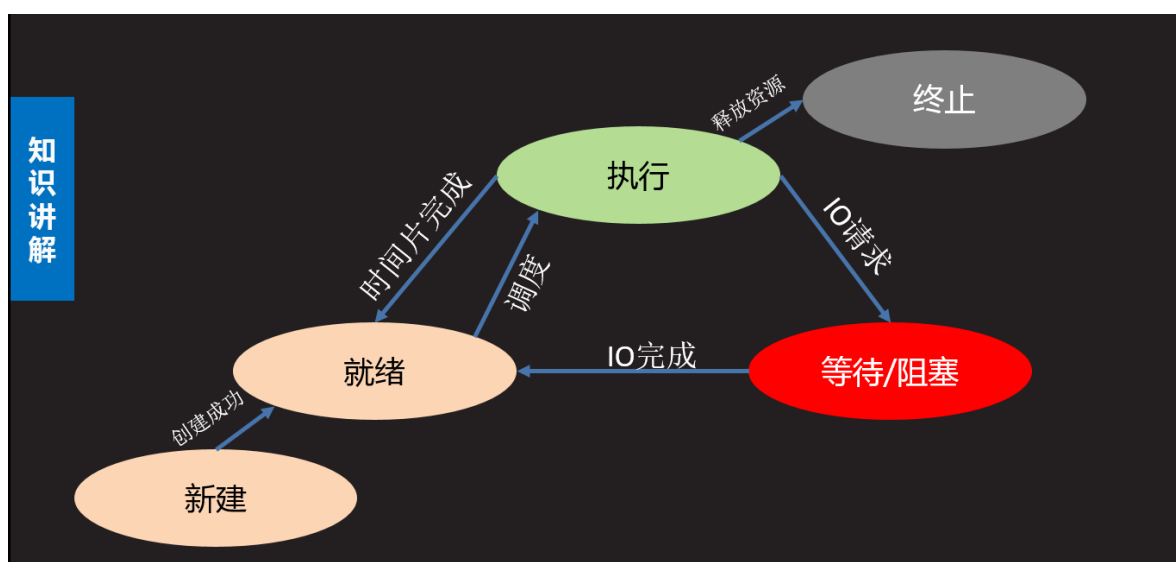 知识讲解
终止
释放资源
执行
时间片完成
IO请求
调度
就绪
IO完成
等待/阻塞
创建成功
新建